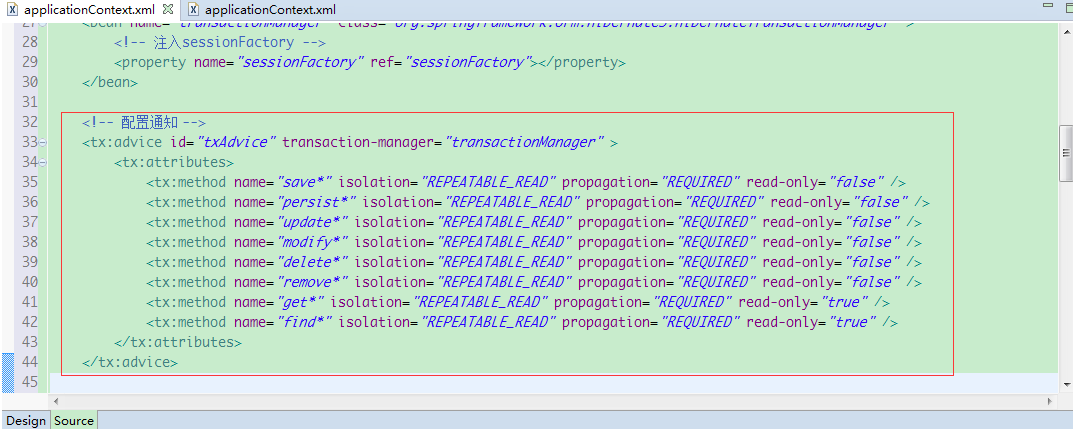 applicationContext.xml applicationContext.xml
28 <!-- 注入sessionFactory -->
29 <property name="sessionFactory" ref="sessionFactory"></property>
30 </bean>
31
32 <!-- 配置通知 -->
33 <tx:advice id="txAdvice" transaction-manager="transactionManager" >
34 <tx:attributes>
35 <tx:method name="save*" isolation="REPEATABLE_READ" propagation="REQUIRED" read-only="false" />
36 <tx:method name="persist*" isolation="REPEATABLE_READ" propagation="REQUIRED" read-only="false" />
37 <tx:method name="update*" isolation="REPEATABLE_READ" propagation="REQUIRED" read-only="false" />
38 <tx:method name="modify*" isolation="REPEATABLE_READ" propagation="REQUIRED" read-only="false" />
39 <tx:method name="delete*" isolation="REPEATABLE_READ" propagation="REQUIRED" read-only="false" />
40 <tx:method name="remove*" isolation="REPEATABLE_READ" propagation="REQUIRED" read-only="false" />
41 <tx:method name="get*" isolation="REPEATABLE_READ" propagation="REQUIRED" read-only="true" />
42 <tx:method name="find*" isolation="REPEATABLE_READ" propagation="REQUIRED" read-only="true" />
43 </tx:attributes>
44 </tx:advice>
45
Design Source